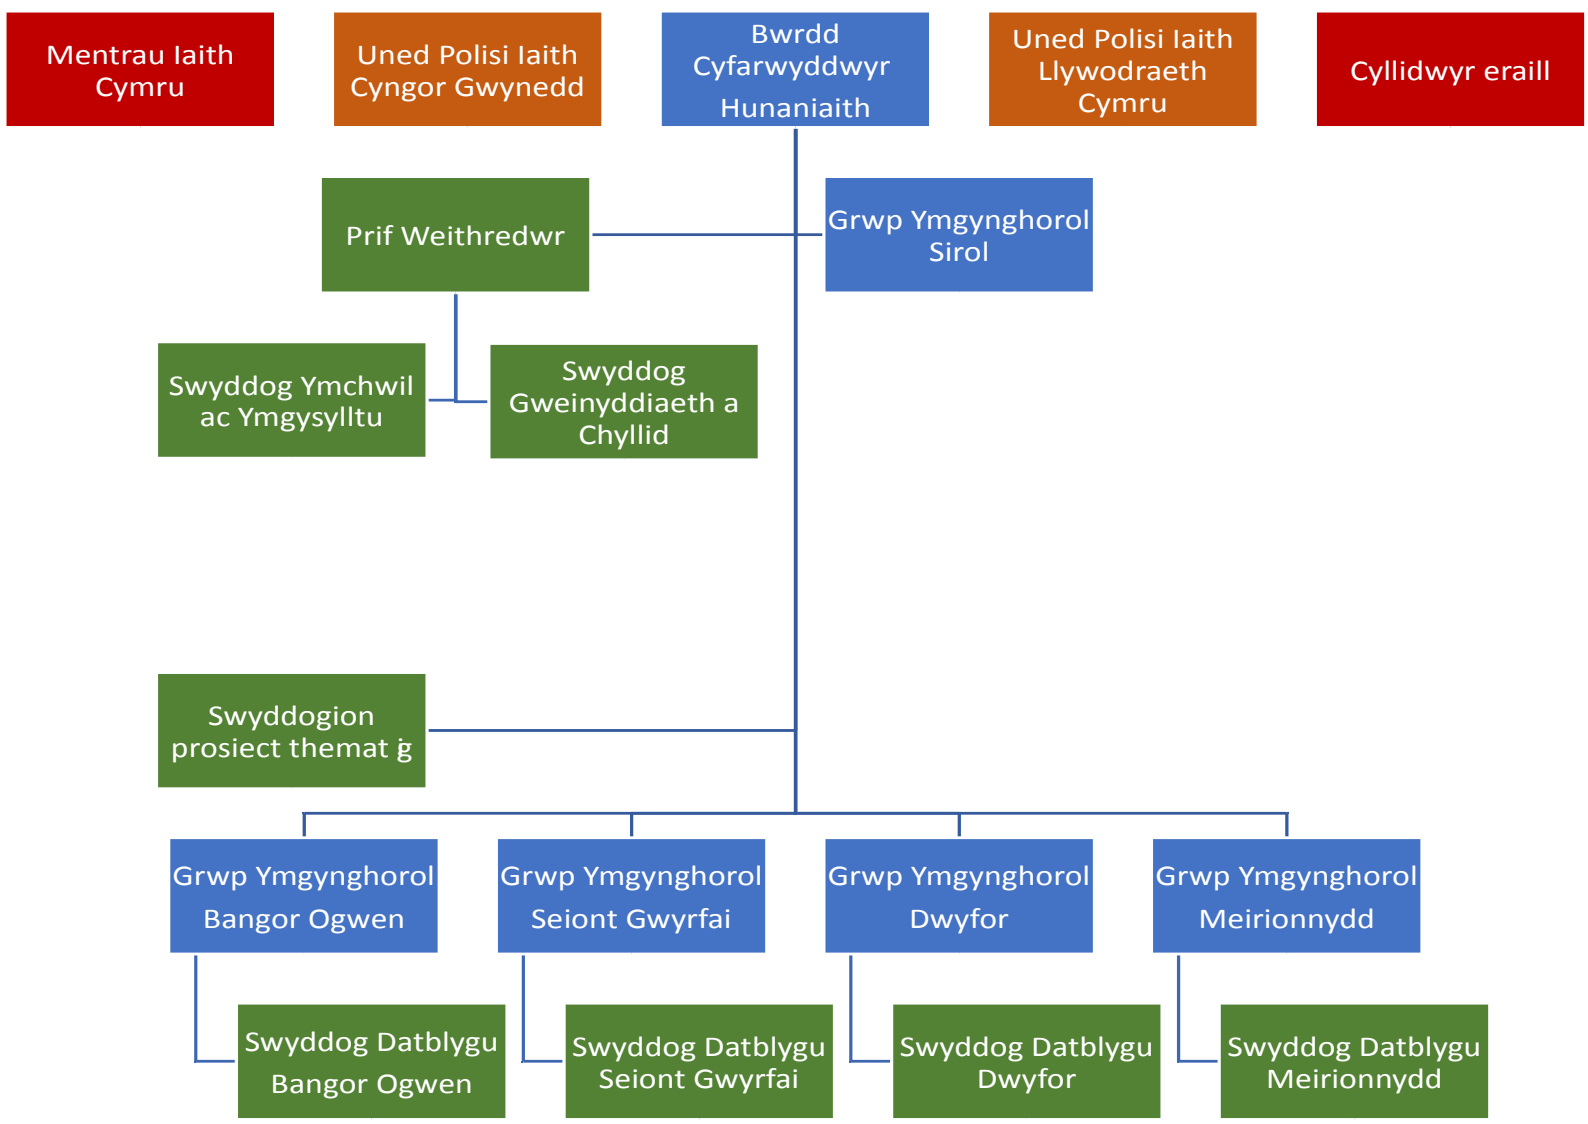 Mentrau Iaith
Cymru
Uned Polisi Iaith
Cyngor Gwynedd
Bwrdd
Cyfarwyddwyr
Hunaniaith
Uned Polisi Iaith
Llywodraeth
Cymru
Cyllidwyr eraill
Prif Weithredwr
Grwp Ymgynghorol
Sirol
Swyddog Ymchwil
ac Ymgysylltu
Swyddog
Gweinyddiaeth a
Chyllid
Swyddogion
prosiect thematig
Grwp Ymgynghorol
Bangor Ogwen
Grwp Ymgynghorol
Seiont Gwyrfai
Grwp Ymgynghorol
Dwyfor
Grwp Ymgynghorol
Meirionnydd
Swyddog Datblygu
Bangor Ogwen
Swyddog Datblygu
Seiont Gwyrfai
Swyddog Datblygu
Dwyfor
Swyddog Datblygu
Meirionnydd